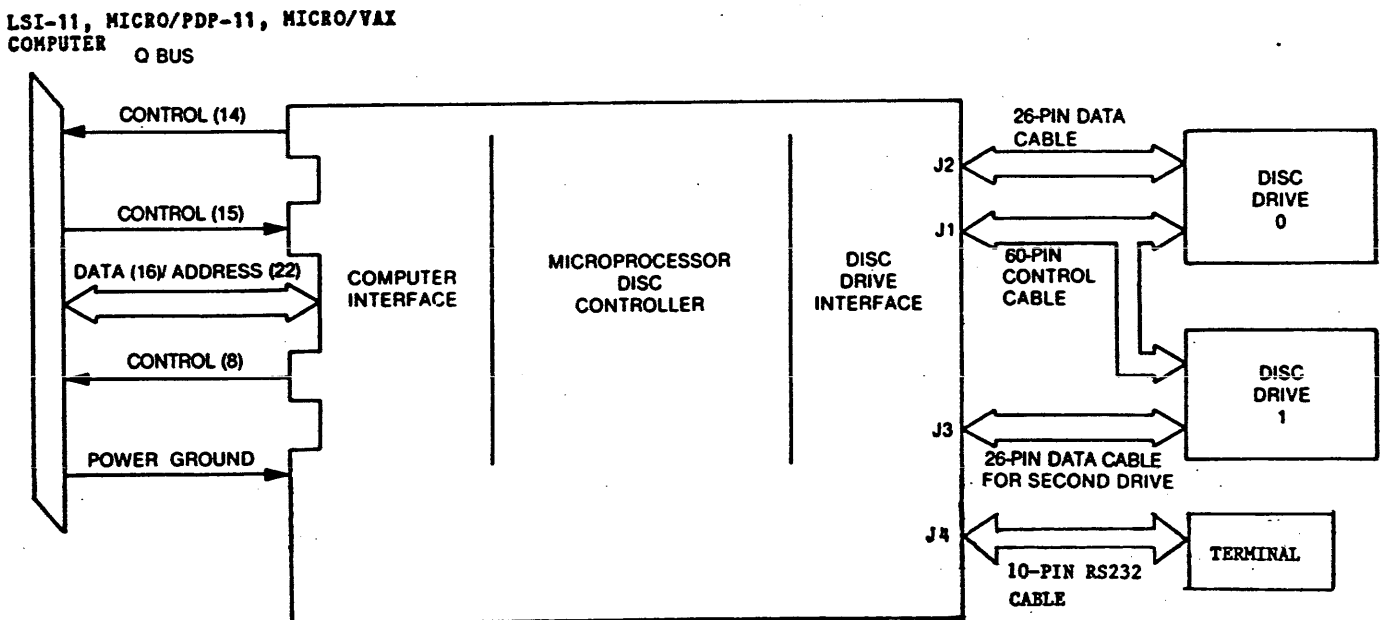 LSI-11, MICRO/PDP-11, MICRO/VAX
COMPUTER
Q BUS
CONTROL (14)
CONTROL (15)
DATA (16)/ ADDRESS (22)
CONTROL (8)
POWER GROUND
COMPUTER
INTERFACE
MICROPROCESSOR
DISC
CONTROLLER
DISC
DRIVE
INTERFACE
J2
J1
J3
J4
26-PIN DATA
CABLE
60-PIN
CONTROL
CABLE
26-PIN DATA CABLE
FOR SECOND DRIVE
10-PIN RS232
CABLE
DISC
DRIVE
0
DISC
DRIVE
1
TERMINAL